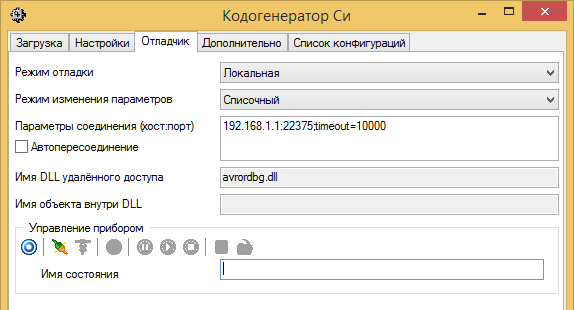 Кодогенератор Си
Загрузка Настройки Отладчик Дополнительно Список конфигураций
Режим отладки Локальная
Режим изменения параметров Списочный
Параметры соединения (хост:порт) 192.168.1.1:22375;timeout=10000
Автопересоединение
Имя DLL удалённого доступа avrordbg.dll
Имя объекта внутри DLL
Управление прибором
Имя состояния